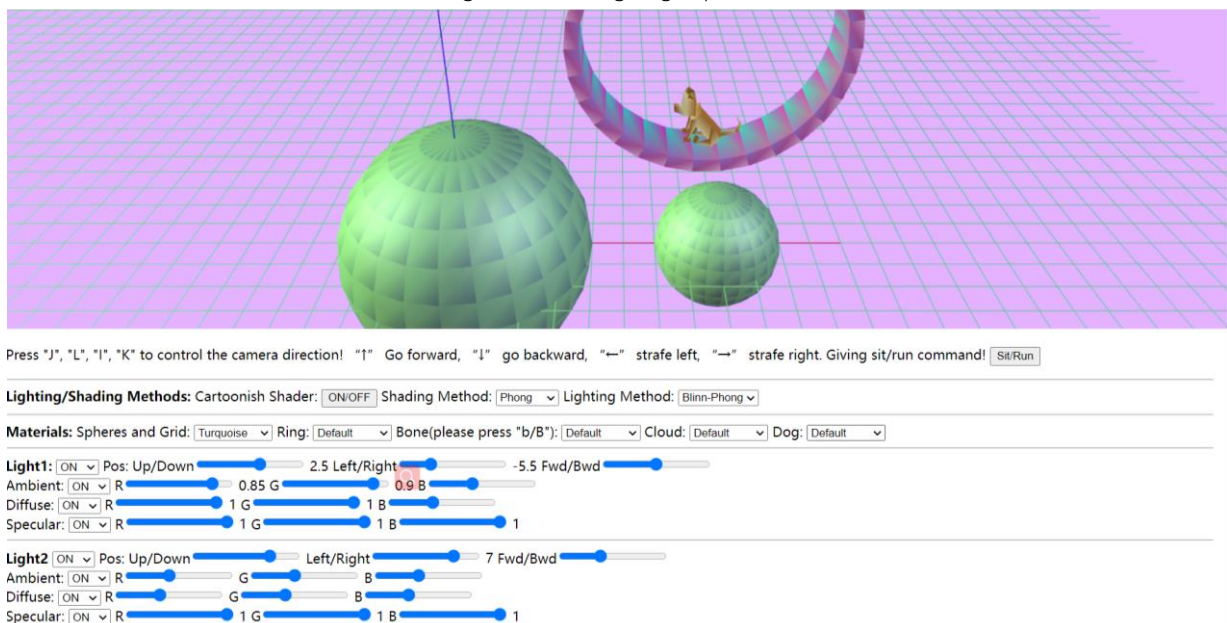 Press "J", "L", "I", "K" to control the camera direction! “↑” Go forward, “↓” go backward, “←” strafe left, “→” strafe right. Giving sit/run command! Sit/Run
Lighting/Shading Methods: Cartoonish Shader: ON/OFF Shading Method: Phong Lighting Method: Blinn-Phong
Materials: Spheres and Grid: Turquoise Ring: Default Bone(please press "b/B"): Default Cloud: Default Dog: Default
Light1: ON Pos: Up/Down 2.5 Left/Right -5.5 Fwd/Bwd
Ambient: ON R 0.85 G 0.9 B
Diffuse: ON R 1 G 1 B
Specular: ON R 1 G 1 B 1
Light2 ON Pos: Up/Down Left/Right 7 Fwd/Bwd
Ambient: ON R G B
Diffuse: ON R G B
Specular: ON R 1 G 1 B 1